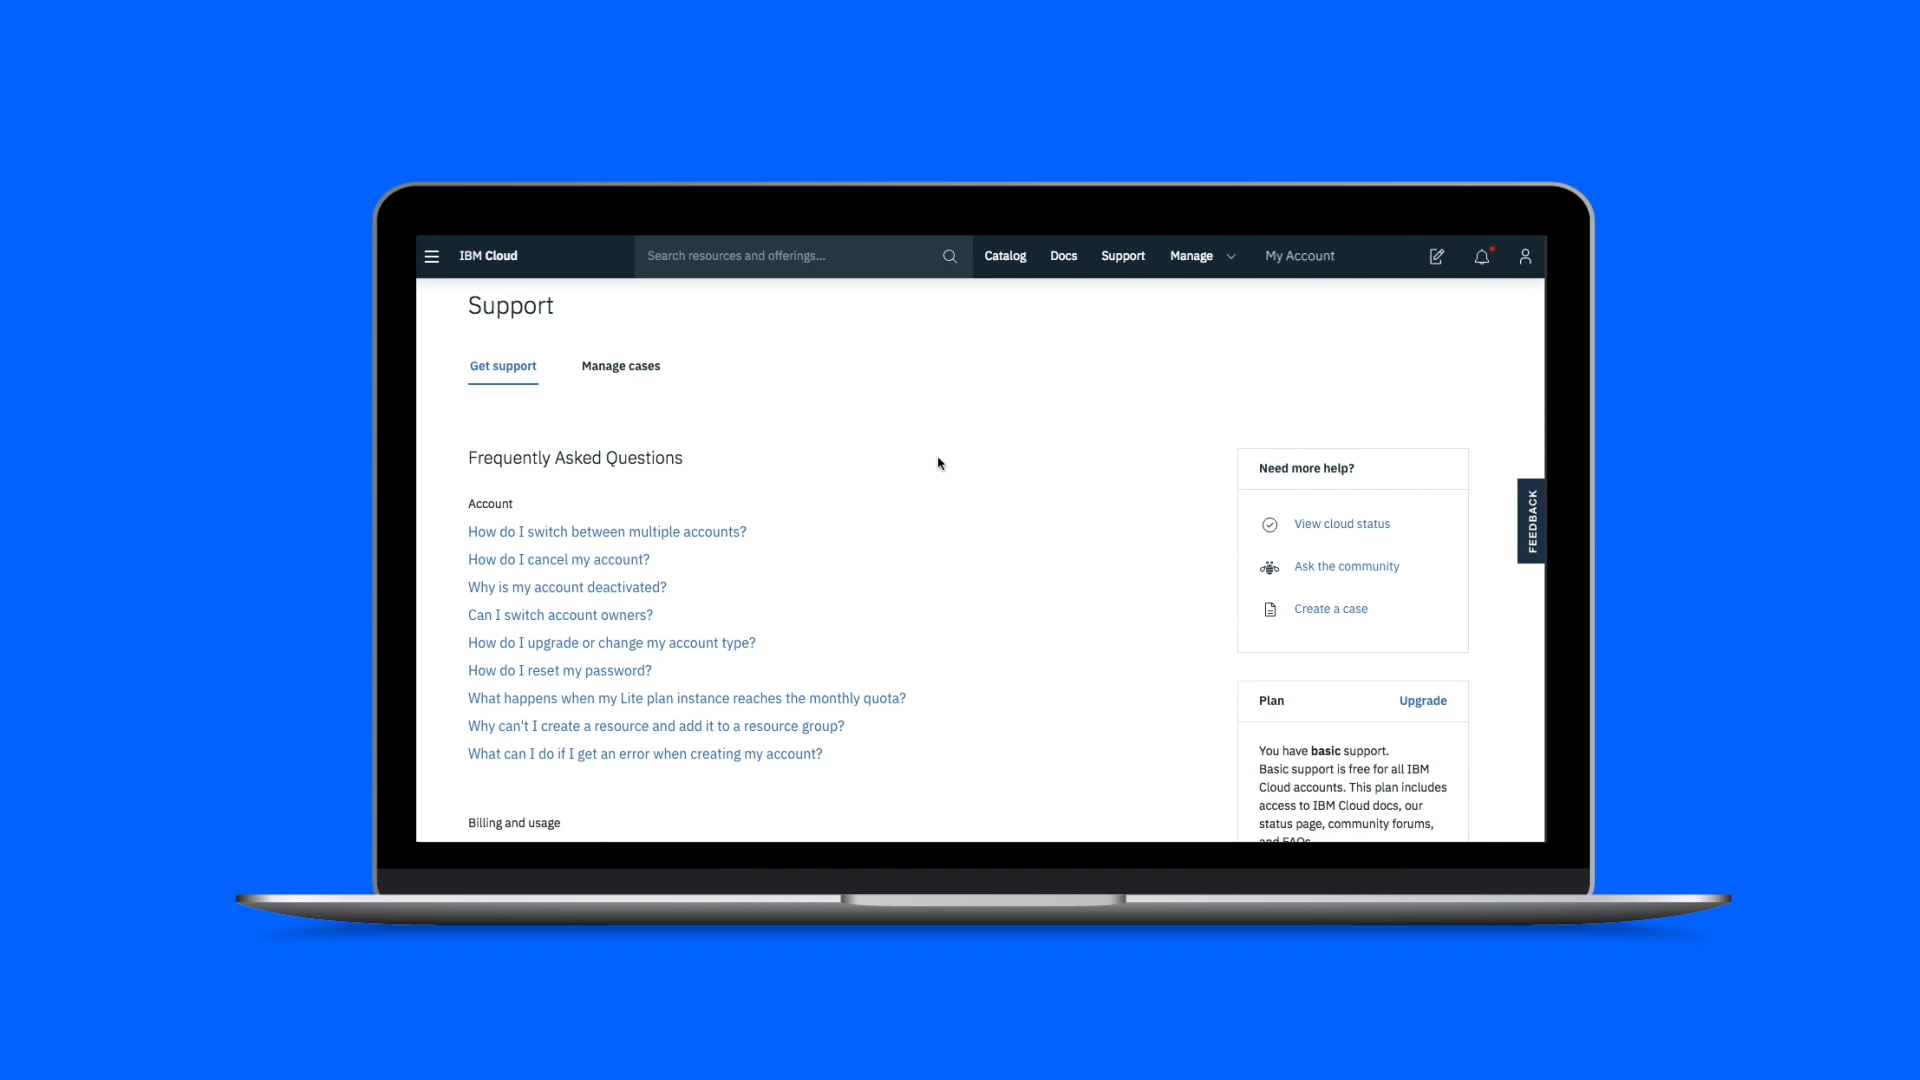 IBM Cloud
Search resources and offerings...
Catalog
Docs
Support
Manage
My Account
Support
Get support
Manage cases
Frequently Asked Questions
Account
How do I switch between multiple accounts?
How do I cancel my account?
Why is my account deactivated?
Can I switch account owners?
How do I upgrade or change my account type?
How do I reset my password?
What happens when my Lite plan instance reaches the monthly quota?
Why can't I create a resource and add it to a resource group?
What can I do if I get an error when creating my account?
Billing and usage
Need more help?
View cloud status
Ask the community
Create a case
Plan
Upgrade
You have basic support.
Basic support is free for all IBM
Cloud accounts. This plan includes
access to IBM Cloud docs, our
status page, community forums,
and FAQs.
FEEDBACK